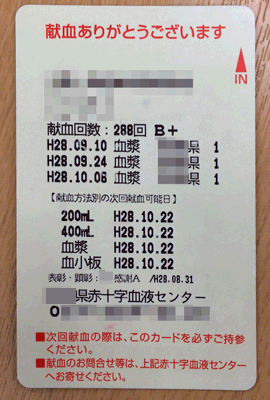 献血ありがとうございます
IN
献血回数: 288回 B+
H28.09.10 血漿 県 1
H28.09.24 血漿 県 1
H28.10.08 血漿 県 1
【献血方法別の次回献血可能日】
200mL H28.10.22
400mL H28.10.22
血漿 H28.10.22
血小板 H28.10.22
表彰・顕彰: 感謝A /H28.08.31
県赤十字血液センター
■次回献血の際は、このカードを必ずご持参
ください。
■献血のお問合せ等は、上記赤十字血液センター
へお寄せください。